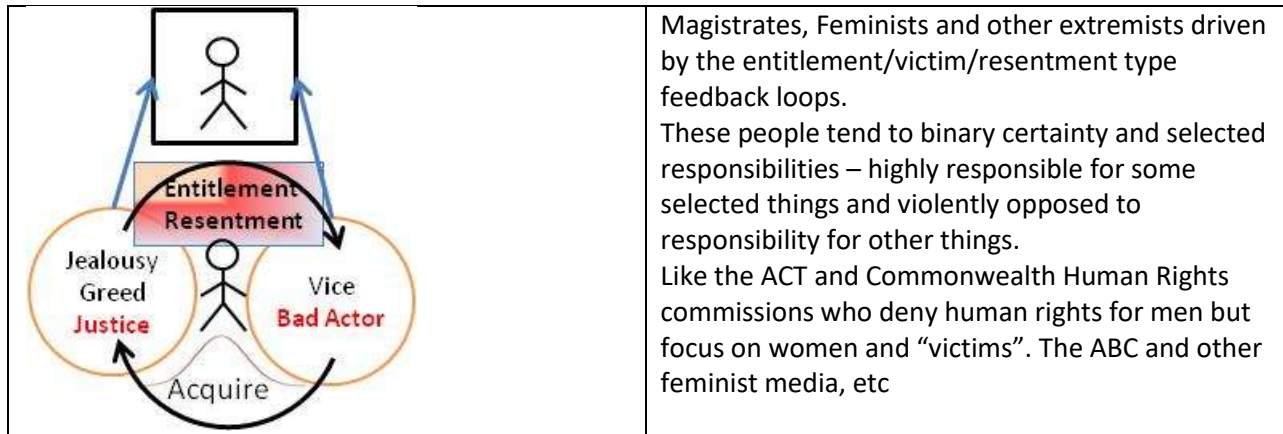 Entitlement
Resentment
Jealousy
Greed
Justice
Vice
Bad Actor
Acquire
Magistrates, Feminists and other extremists driven
by the entitlement/victim/resentment type
feedback loops.
These people tend to binary certainty and selected
responsibilities – highly responsible for some
selected things and violently opposed to
responsibility for other things.
Like the ACT and Commonwealth Human Rights
commissions who deny human rights for men but
focus on women and “victims”. The ABC and other
feminist media, etc